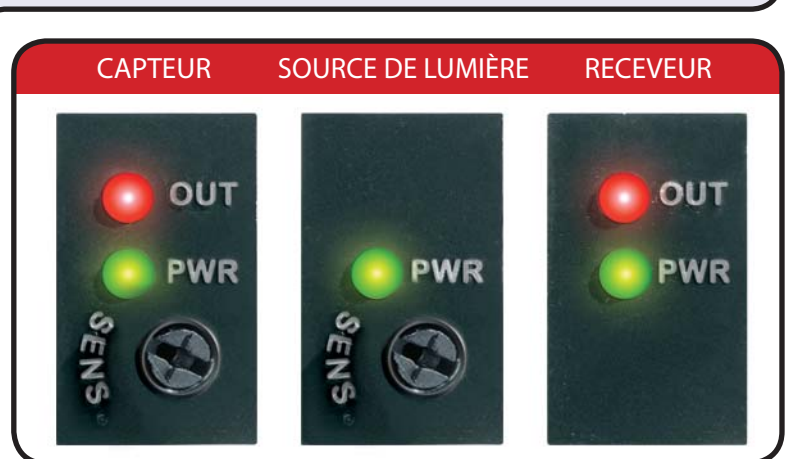 CAPTEUR SOURCE DE LUMIÈRE RECEVEUR
OUT
PWR
SENS
PWR
SENS
OUT
PWR